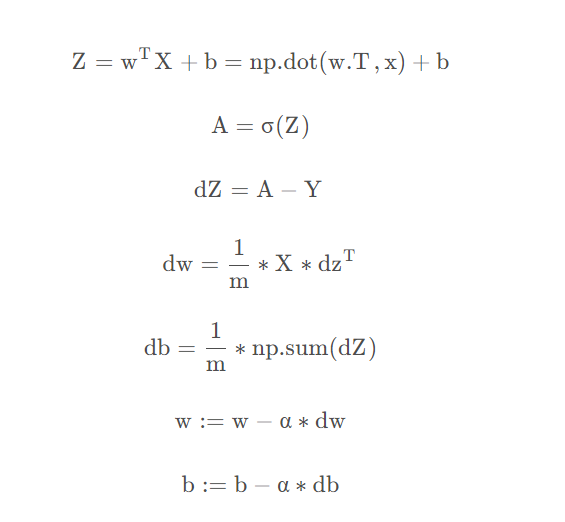 Z = wᵀX + b = np.dot(w.T, x) + b
A = σ(Z)
dZ = A − Y
dw = 1/m ∗ X ∗ dzᵀ
db = 1/m ∗ np.sum(dZ)
w := w − α ∗ dw
b := b − α ∗ db